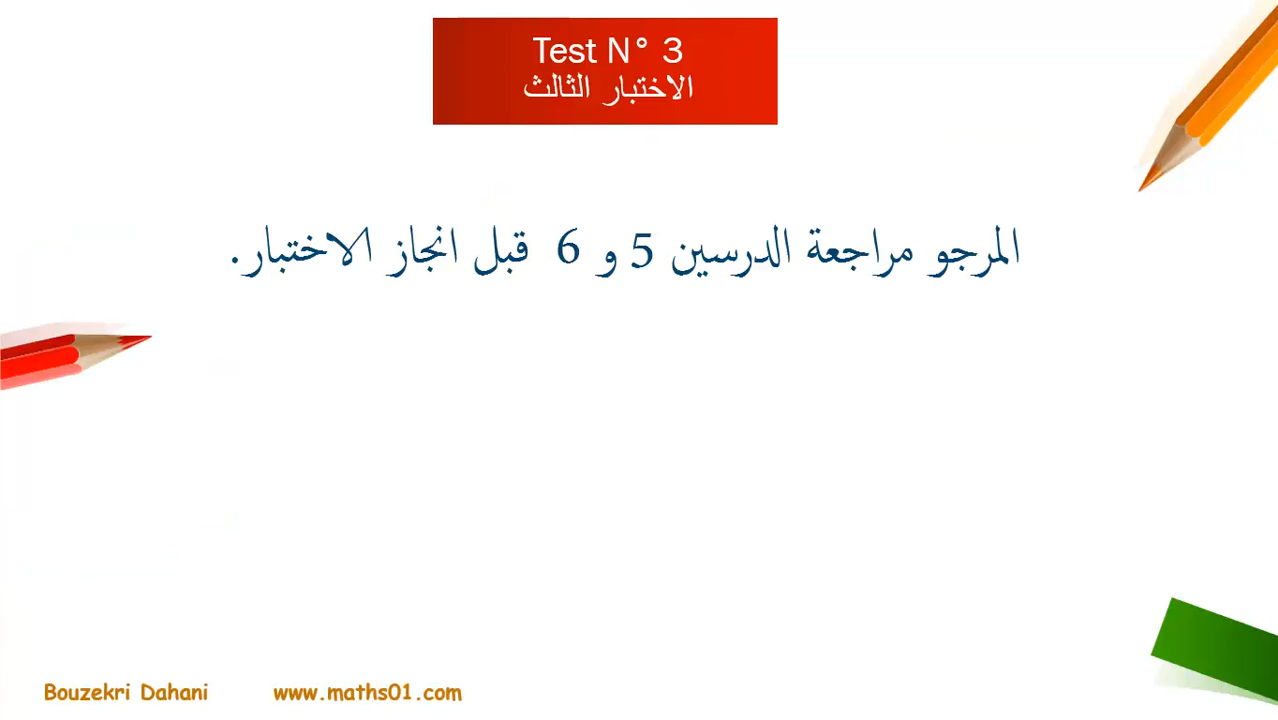 Test N° 3
الاختبار الثالث
المرجو مراجعة الدرسين 5 و 6 قبل انجاز الاختبار.
Bouzekri Dahani www.maths01.com